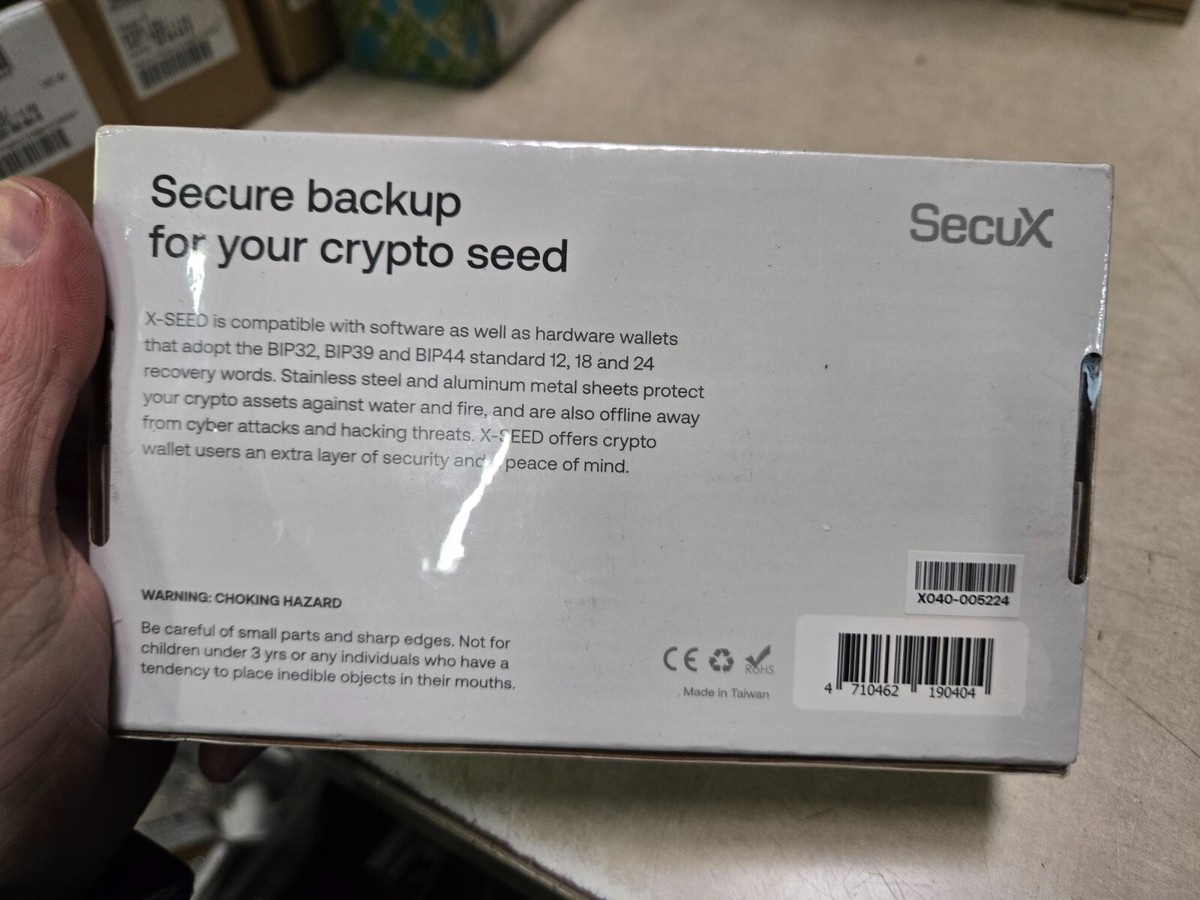 Secure backup
for your crypto seed
SecuX
X-SEED is compatible with software as well as hardware wallets
that adopt the BIP32, BIP39 and BIP44 standard 12, 18 and 24
recovery words. Stainless steel and aluminum metal sheets protect
your crypto assets against water and fire, and are also offline away
from cyber attacks and hacking threats. X-SEED offers crypto
wallet users an extra layer of security and peace of mind.
WARNING: CHOKING HAZARD
Be careful of small parts and sharp edges. Not for
children under 3 yrs or any individuals who have a
tendency to place inedible objects in their mouths.
CE RoHS
Made in Taiwan
X040-005224
4 710462 190404